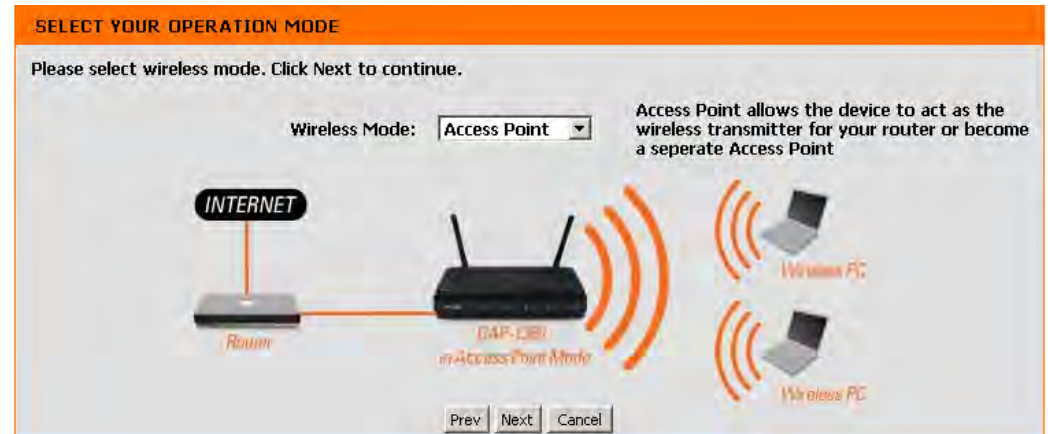 SELECT YOUR OPERATION MODE
Please select wireless mode. Click Next to continue.
Wireless Mode: Access Point
Access Point allows the device to act as the
wireless transmitter for your router or become
a seperate Access Point
INTERNET
Router
in Access Point Mode
Wireless PC
Wireless PC
Prev Next Cancel